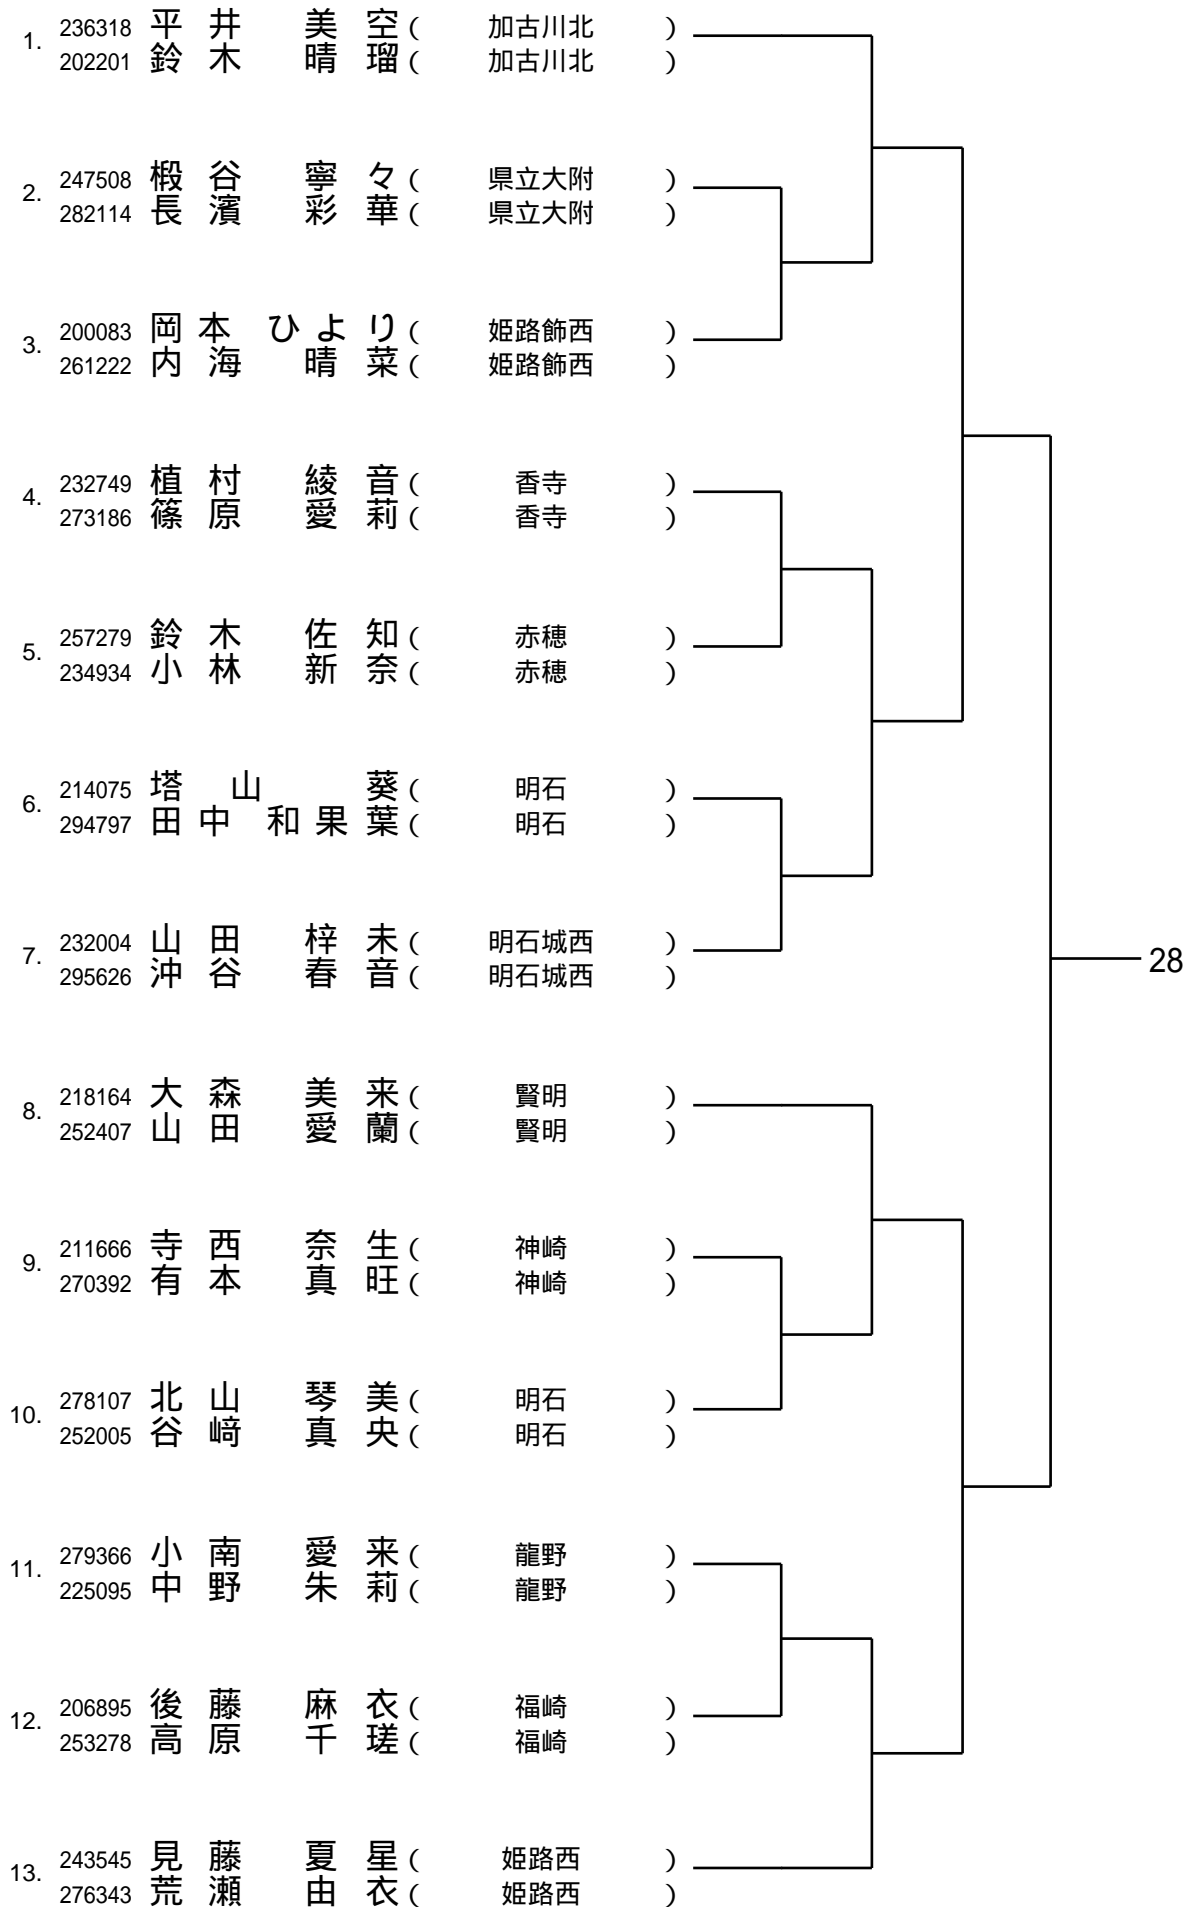 1. 236318 平井 美空 ( 加古川北 )
202201 鈴木 晴瑠 ( 加古川北 )
2. 247508 椴谷 寧々 ( 県立大附 )
282114 長濱 彩華 ( 県立大附 )
3. 200083 岡本 ひより ( 姫路飾西 )
261222 内海 晴菜 ( 姫路飾西 )
4. 232749 植村 綾音 ( 香寺 )
273186 篠原 愛莉 ( 香寺 )
5. 257279 鈴木 佐知 ( 赤穂 )
234934 小林 新奈 ( 赤穂 )
6. 214075 塔山 葵 ( 明石 )
294797 田中 和果葉 ( 明石 )
7. 232004 山田 梓未 ( 明石城西 )
295626 沖谷 春音 ( 明石城西 )
28
8. 218164 大森 美来 ( 賢明 )
252407 山田 愛蘭 ( 賢明 )
9. 211666 寺西 奈生 ( 神崎 )
270392 有本 真旺 ( 神崎 )
10. 278107 北山 琴美 ( 明石 )
252005 谷﨑 真央 ( 明石 )
11. 279366 小南 愛来 ( 龍野 )
225095 中野 朱莉 ( 龍野 )
12. 206895 後藤 麻衣 ( 福崎 )
253278 高原 千瑳 ( 福崎 )
13. 243545 見藤 夏星 ( 姫路西 )
276343 荒瀬 由衣 ( 姫路西 )